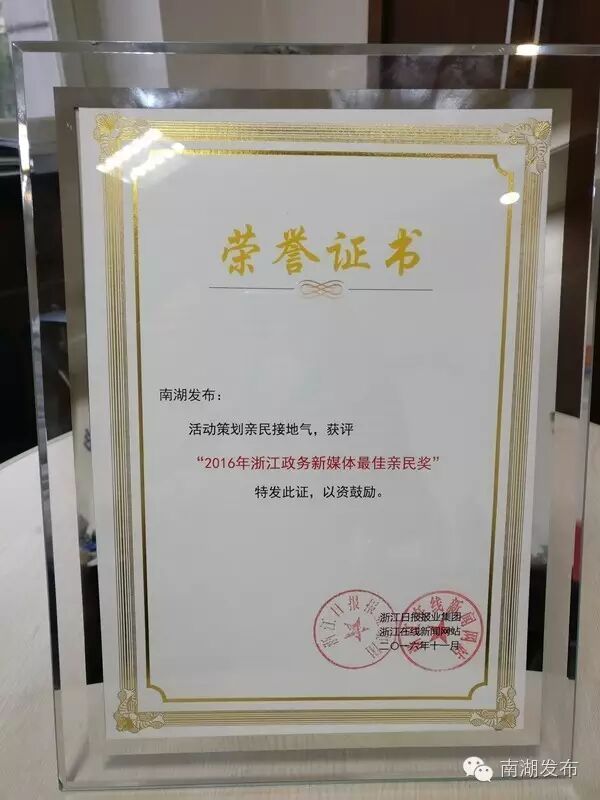 荣誉证书
南湖发布：
活动策划亲民接地气，获评
“2016年浙江政务新媒体最佳亲民奖”
特发此证，以资鼓励。
浙江日报报业集团
浙江在线新闻网站
二〇一六年十一月
南湖发布